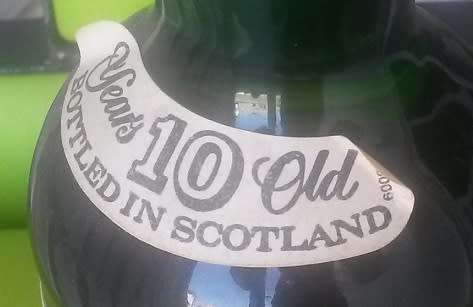 Years 10 Old
BOTTLED IN SCOTLAND